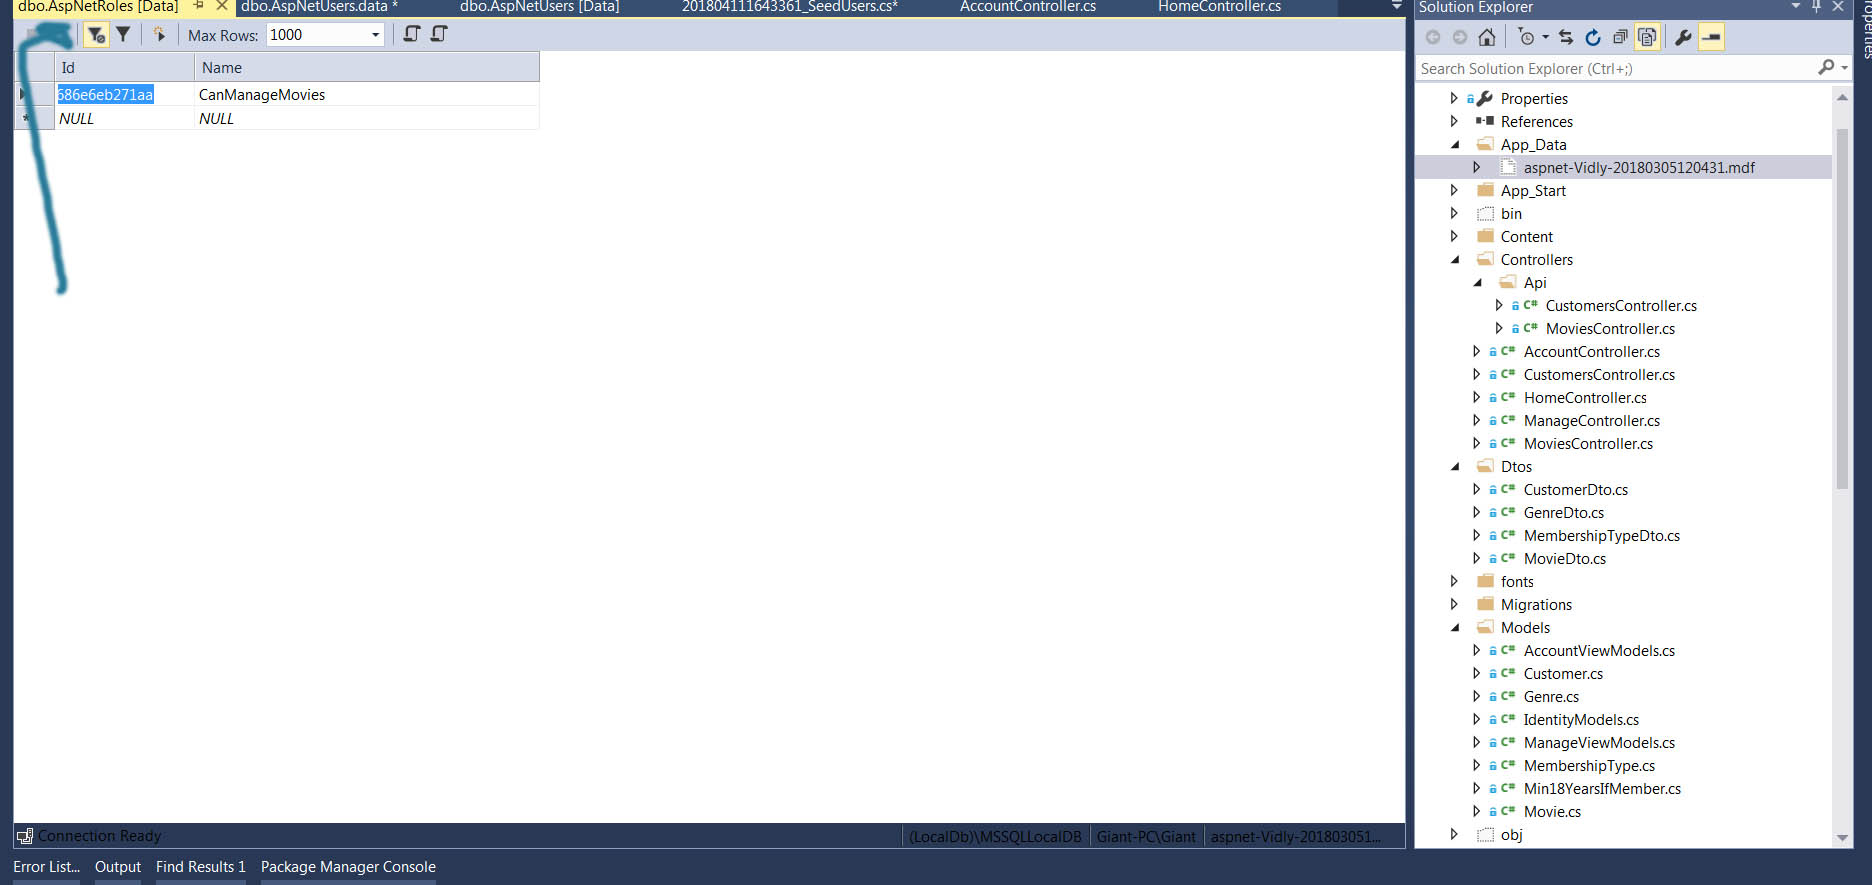 dbo.AspNetRoles [Data]
dbo.AspNetUsers.data *
dbo.AspNetUsers [Data]
201804111643361_SeedUsers.cs*
AccountController.cs
HomeController.cs
Max Rows:
1000
Id
Name
686e6eb271aa
CanManageMovies
NULL
NULL
Connection Ready
(LocalDb)\MSSQLLocalDB
Giant-PC\Giant
aspnet-Vidly-201803051...
Error List...
Output
Find Results 1
Package Manager Console
Solution Explorer
Search Solution Explorer (Ctrl+;)
Properties
References
App_Data
aspnet-Vidly-20180305120431.mdf
App_Start
bin
Content
Controllers
Api
C# CustomersController.cs
C# MoviesController.cs
C# AccountController.cs
C# CustomersController.cs
C# HomeController.cs
C# ManageController.cs
C# MoviesController.cs
Dtos
C# CustomerDto.cs
C# GenreDto.cs
C# MembershipTypeDto.cs
C# MovieDto.cs
fonts
Migrations
Models
C# AccountViewModels.cs
C# Customer.cs
C# Genre.cs
C# IdentityModels.cs
C# ManageViewModels.cs
C# MembershipType.cs
C# Min18YearsIfMember.cs
C# Movie.cs
obj